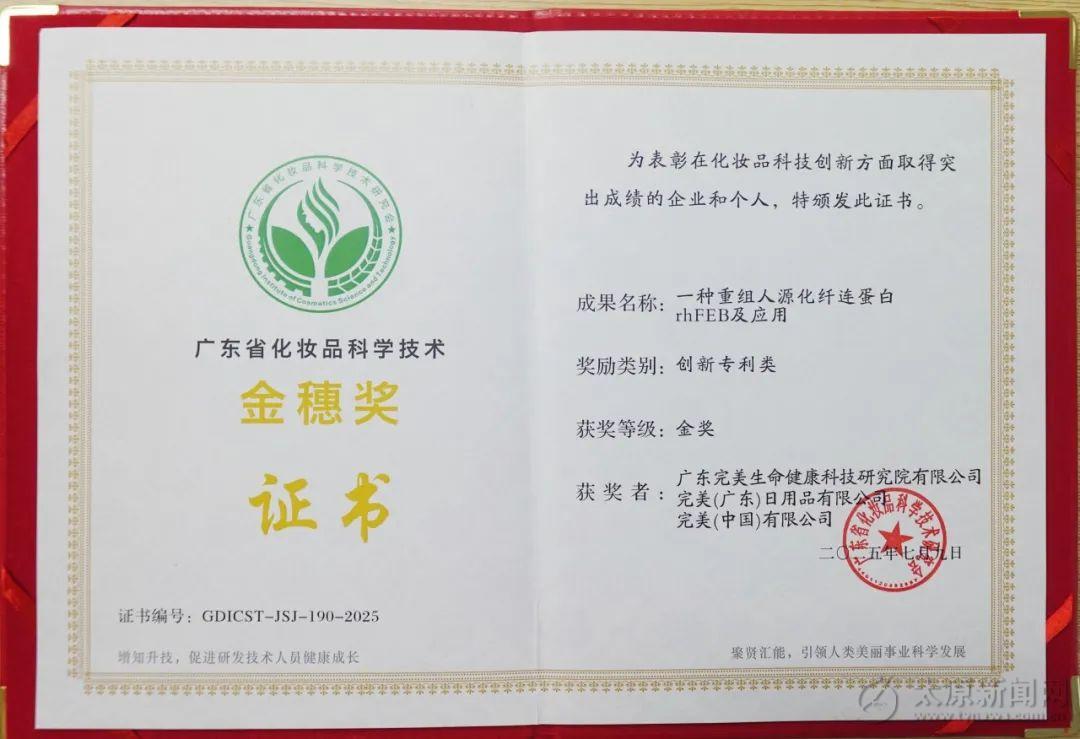 广东省化妆品科学技术研究会
Guangdong Institute of Cosmetics Science and Technology
广东省化妆品科学技术
金穗奖
证书
证书编号：GDICST-JSJ-190-2025
增知升技，促进研发技术人员健康成长
为表彰在化妆品科技创新方面取得突
出成绩的企业和个人，特颁发此证书。
成果名称：一种重组人源化纤连蛋白
rhFEB及应用
奖励类别：创新专利类
获奖等级：金奖
获奖者：广东完美生命健康科技研究院有限公司
完美(广东)日用品有限公司
完美(中国)有限公司
广东省化妆品科学技术研究会
二〇二五年七月九日
聚贤汇能，引领人类美丽事业科学发展
太原新闻网